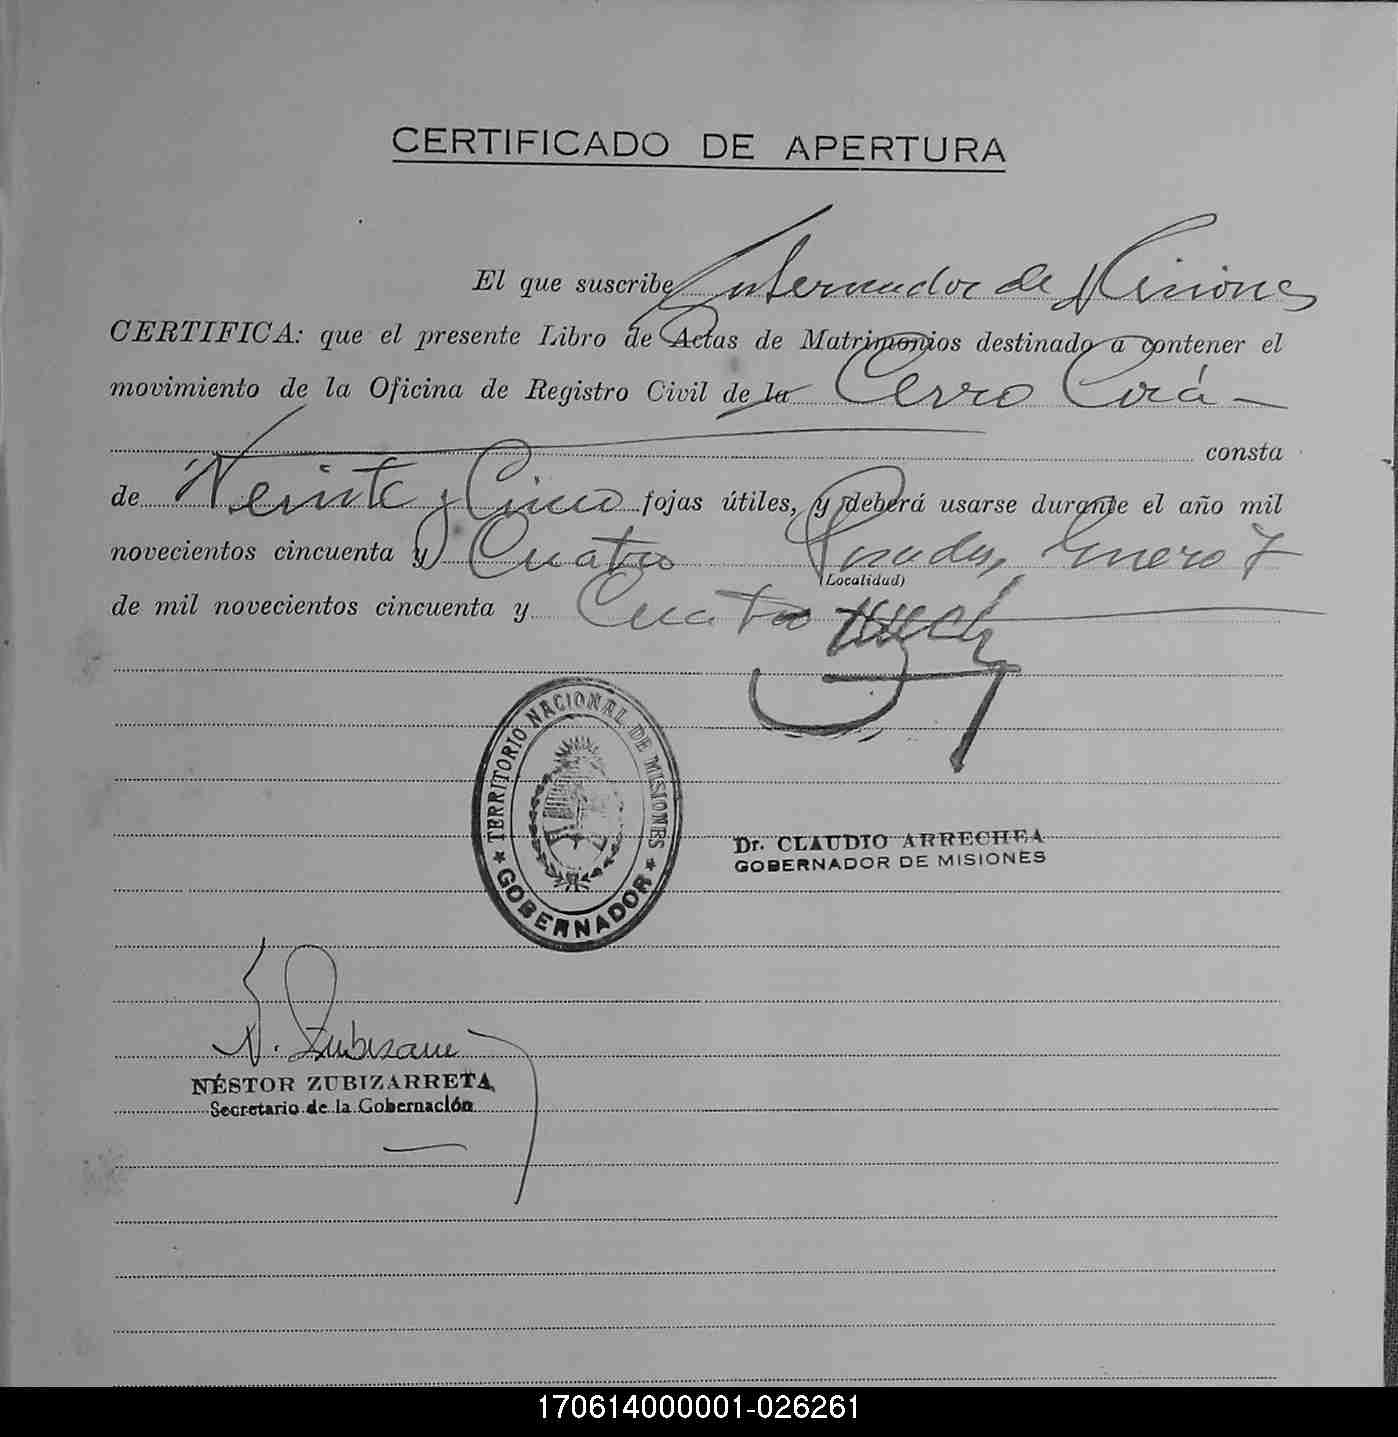 CERTIFICADO DE APERTURA
El que suscribe Gobernador de Misiones
CERTIFICA: que el presente Libro de Actas de Matrimonios destinado a contener el
movimiento de la Oficina de Registro Civil de la Cerro Corá
consta
de Veinte y Cinco fojas útiles, y deberá usarse durante el año mil
novecientos cincuenta y Cuatro Posadas, Enero 7
(Localidad)
de mil novecientos cincuenta y Cuatro
TERRITORIO NACIONAL DE MISIONES
GOBERNADOR
Dr. CLAUDIO ARRECHEA
GOBERNADOR DE MISIONES
N. Zubizarreta
NÉSTOR ZUBIZARRETA
Secretario de la Gobernación
170614000001-026261